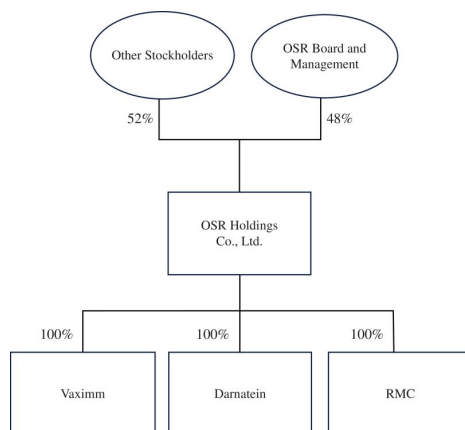 Other Stockholders
OSR Board and
Management
52%
48%
OSR Holdings
Co., Ltd.
100%
100%
100%
Vaximm
Darnatein
RMC